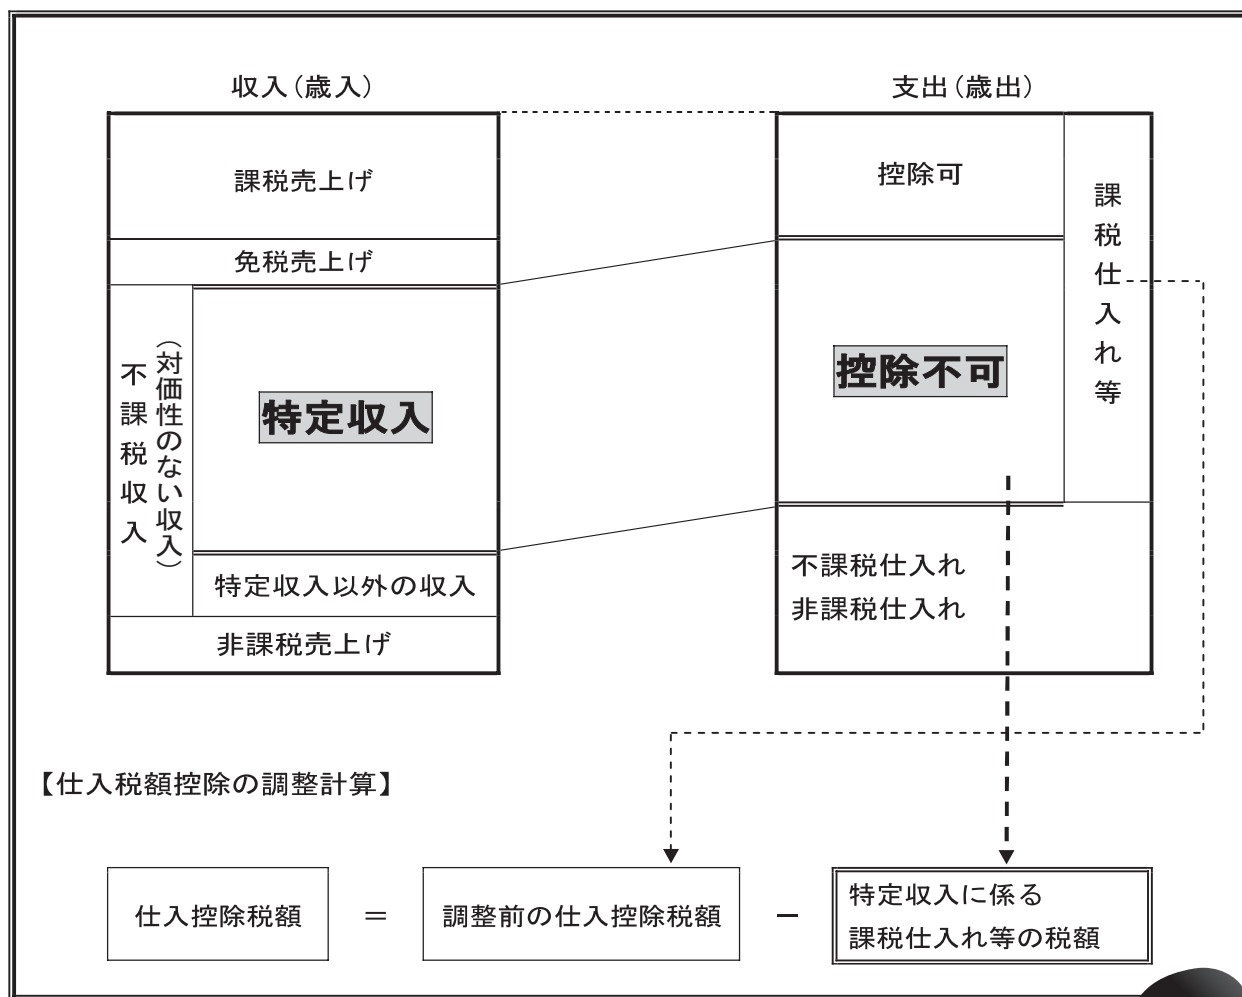 収入(歳入)
課税売上げ
免税売上げ
不課税収入
(対価性のない収入)
特定収入
特定収入以外の収入
非課税売上げ
支出(歳出)
控除可
控除不可
課税仕入れ等
不課税仕入れ
非課税仕入れ
【仕入税額控除の調整計算】
仕入控除税額 = 調整前の仕入控除税額 − 特定収入に係る
課税仕入れ等の税額